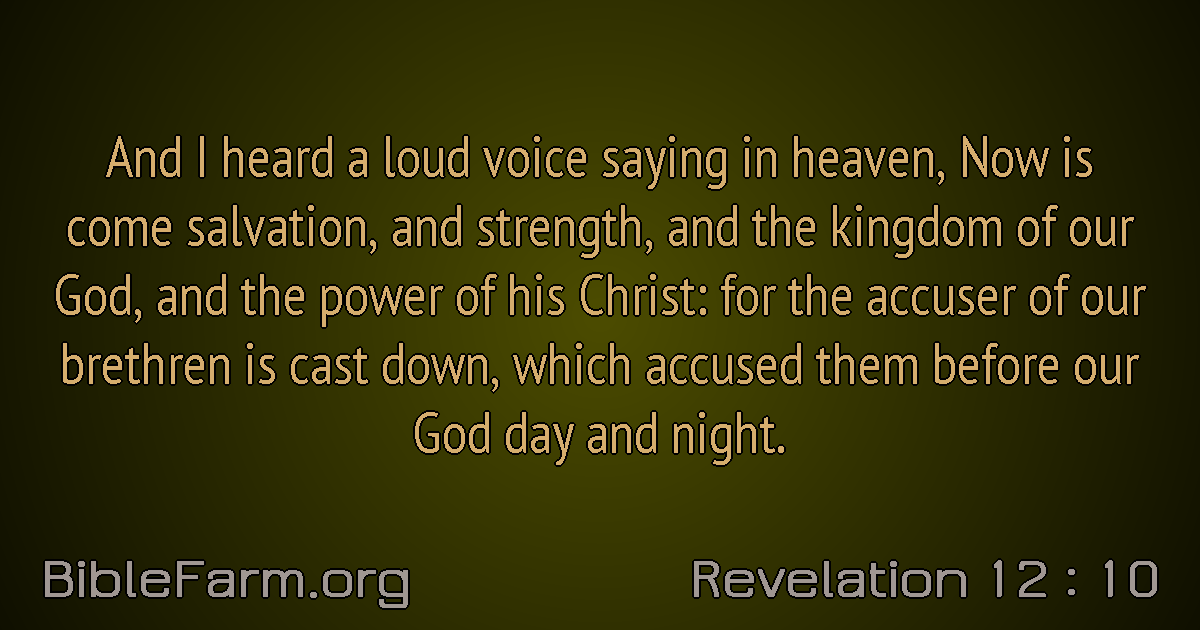 And I heard a loud voice saying in heaven, Now is
come salvation, and strength, and the kingdom of our
God, and the power of his Christ: for the accuser of our
brethren is cast down, which accused them before our
God day and night.
BibleFarm.org
Revelation 12 : 10